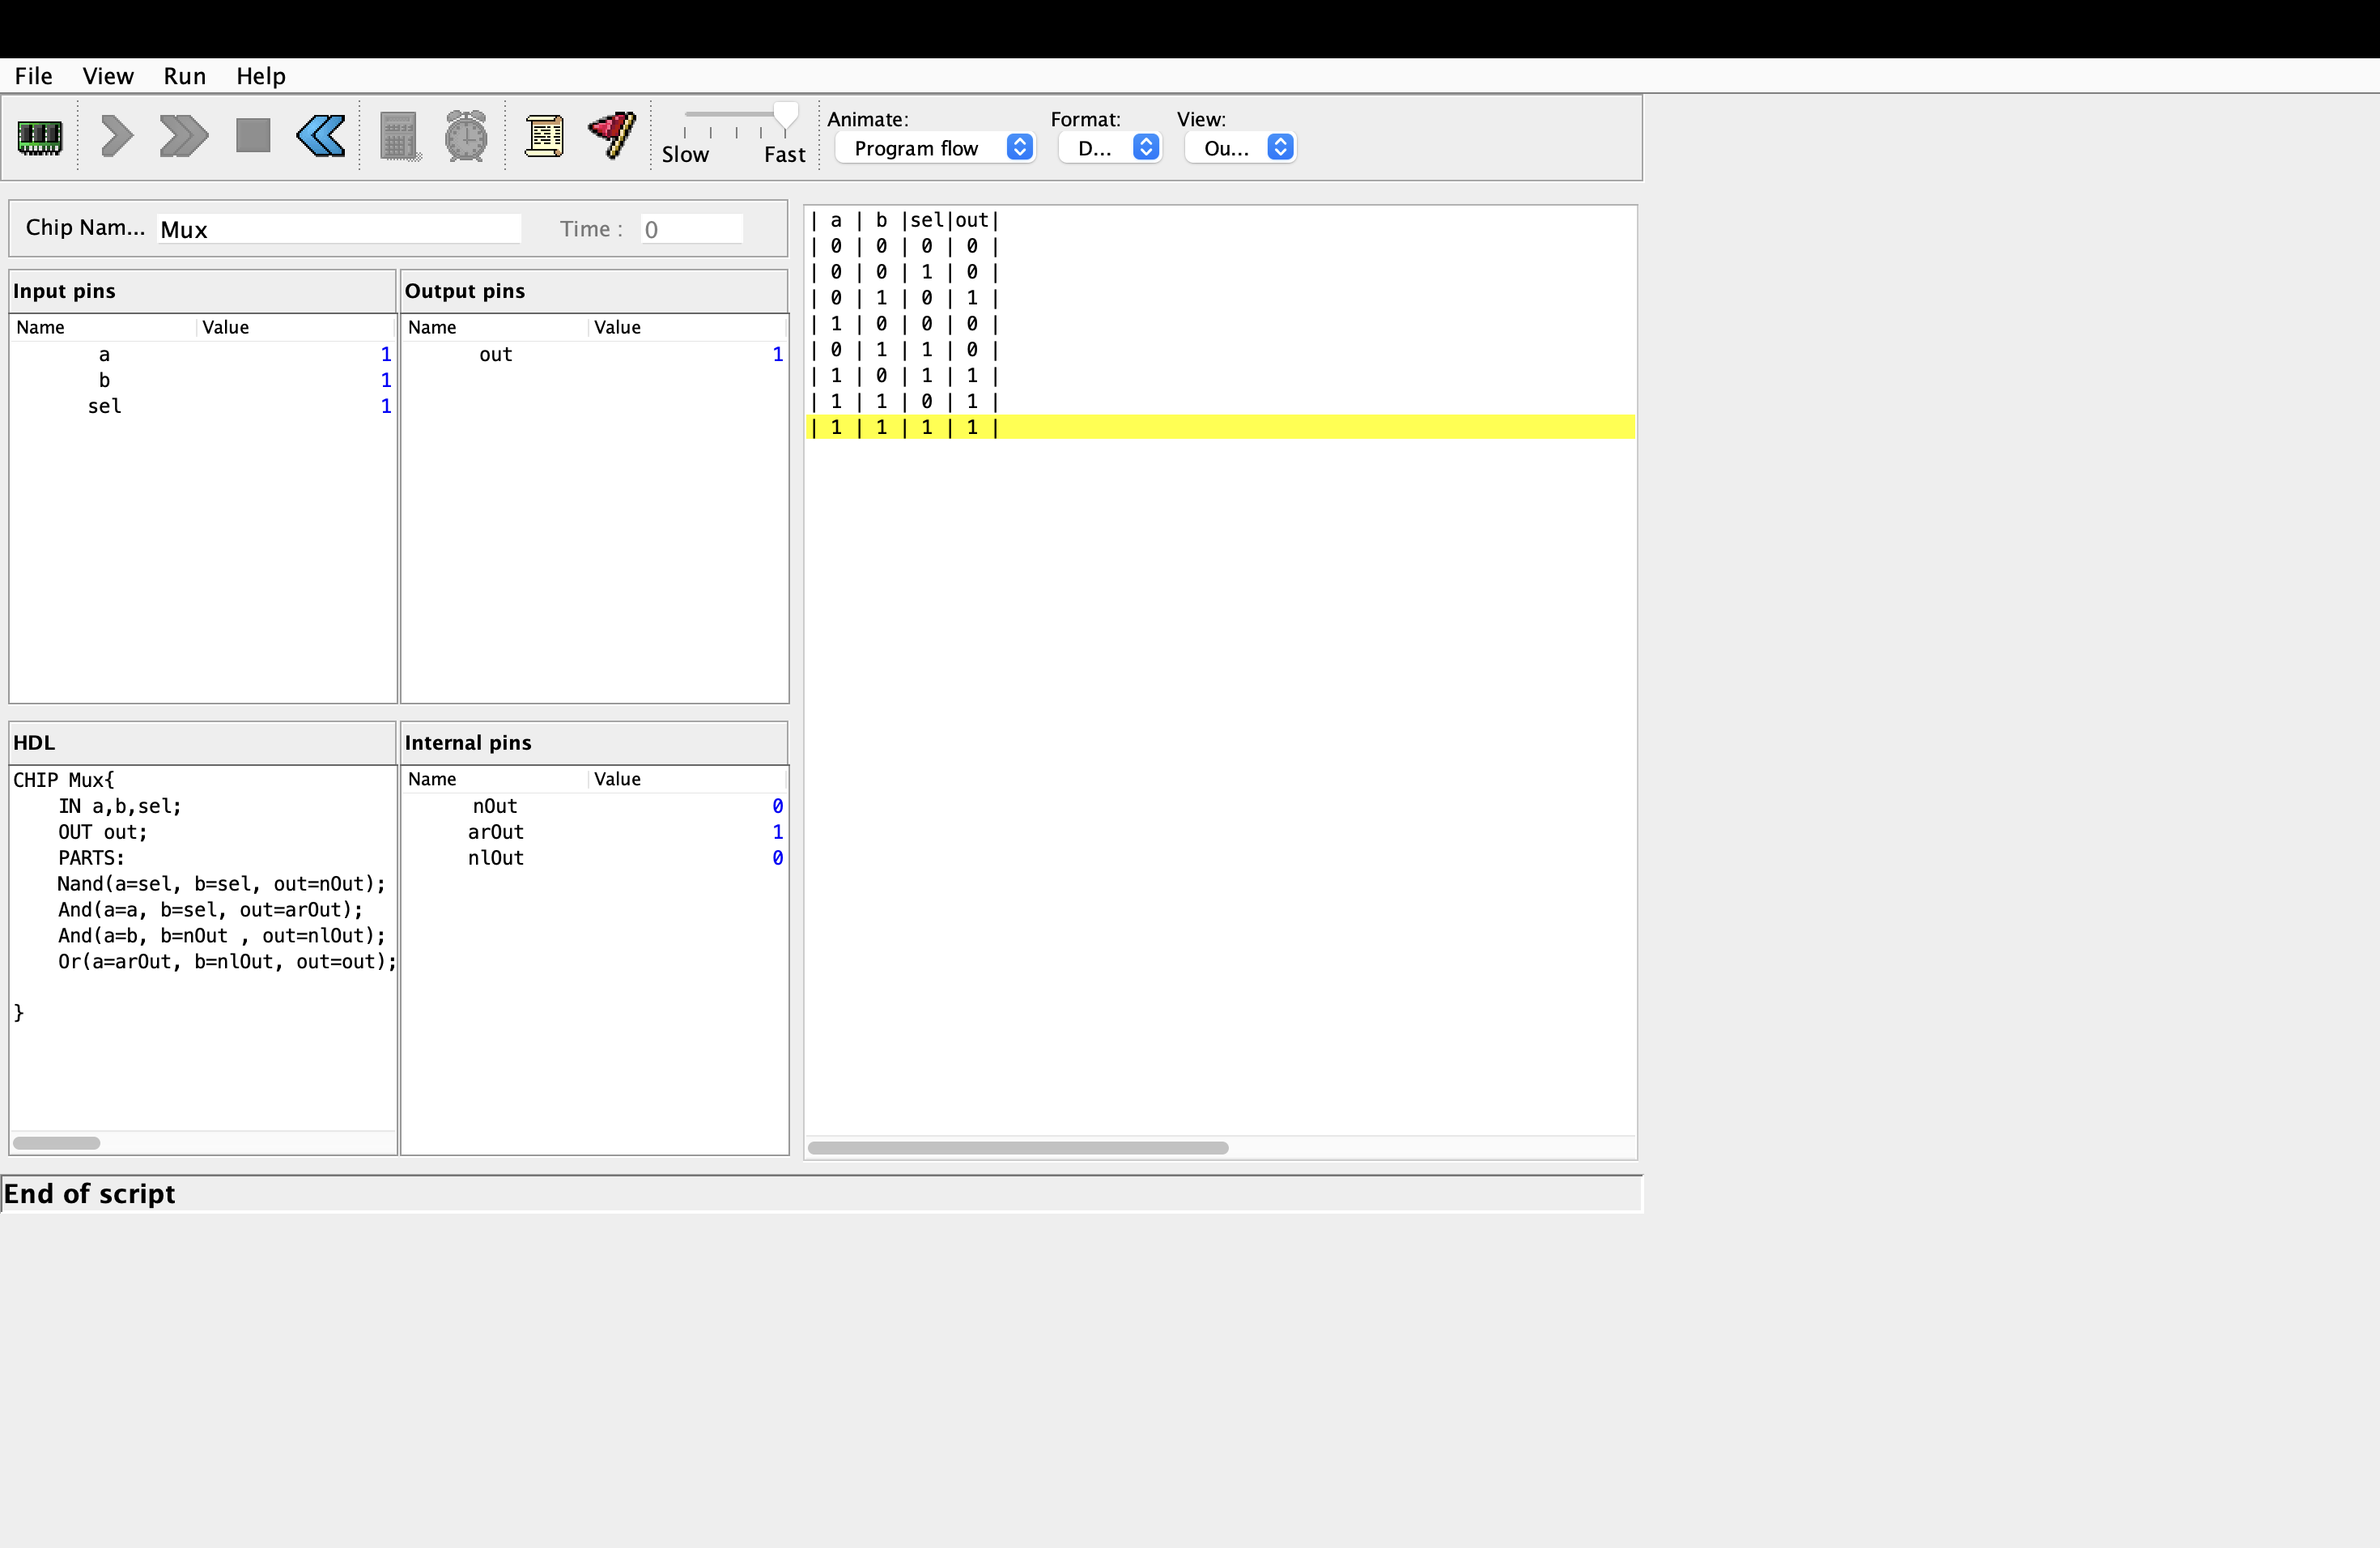 File View Run Help
Animate: Format: View:
Slow Fast Program flow D... Ou...
Chip Nam... Mux Time : 0
Input pins
Name Value
a 1
b 1
sel 1
Output pins
Name Value
out 1
HDL
CHIP Mux{
IN a,b,sel;
OUT out;
PARTS:
Nand(a=sel, b=sel, out=nOut);
And(a=a, b=sel, out=arOut);
And(a=b, b=nOut , out=nlOut);
Or(a=arOut, b=nlOut, out=out);
}
Internal pins
Name Value
nOut 0
arOut 1
nlOut 0
| a | b |sel|out|
| 0 | 0 | 0 | 0 |
| 0 | 0 | 1 | 0 |
| 0 | 1 | 0 | 1 |
| 1 | 0 | 0 | 0 |
| 0 | 1 | 1 | 0 |
| 1 | 0 | 1 | 1 |
| 1 | 1 | 0 | 1 |
| 1 | 1 | 1 | 1 |
End of script